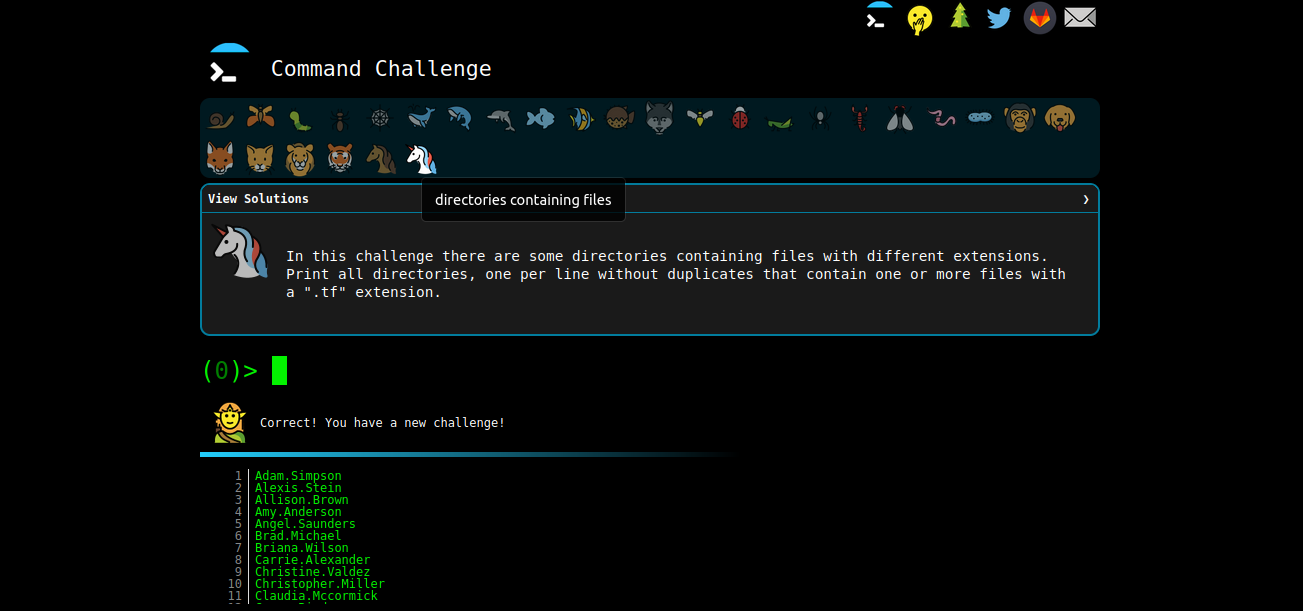 Command Challenge
directories containing files
View Solutions ❯
In this challenge there are some directories containing files with different extensions.
Print all directories, one per line without duplicates that contain one or more files with
a ".tf" extension.
(0)>
Correct! You have a new challenge!
1 Adam.Simpson
2 Alexis.Stein
3 Allison.Brown
4 Amy.Anderson
5 Angel.Saunders
6 Brad.Michael
7 Briana.Wilson
8 Carrie.Alexander
9 Christine.Valdez
10 Christopher.Miller
11 Claudia.Mccormick